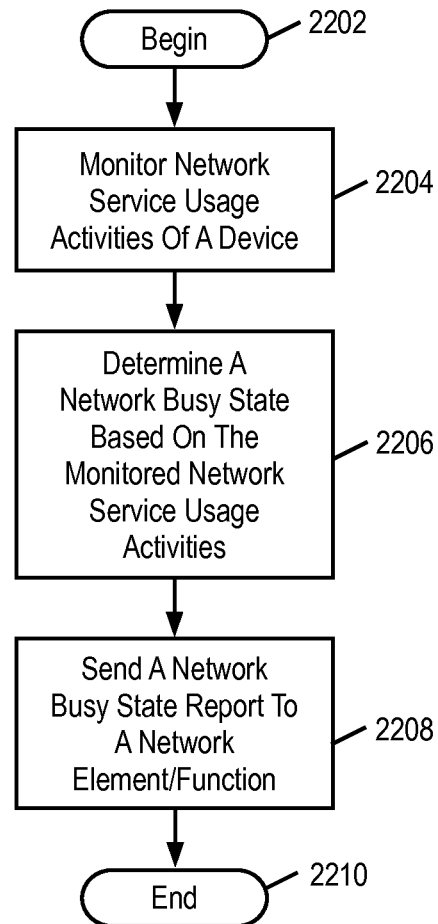 Begin
2202
Monitor Network
Service Usage
Activities Of A Device
2204
Determine A
Network Busy State
Based On The
Monitored Network
Service Usage
Activities
2206
Send A Network
Busy State Report To
A Network
Element/Function
2208
End
2210